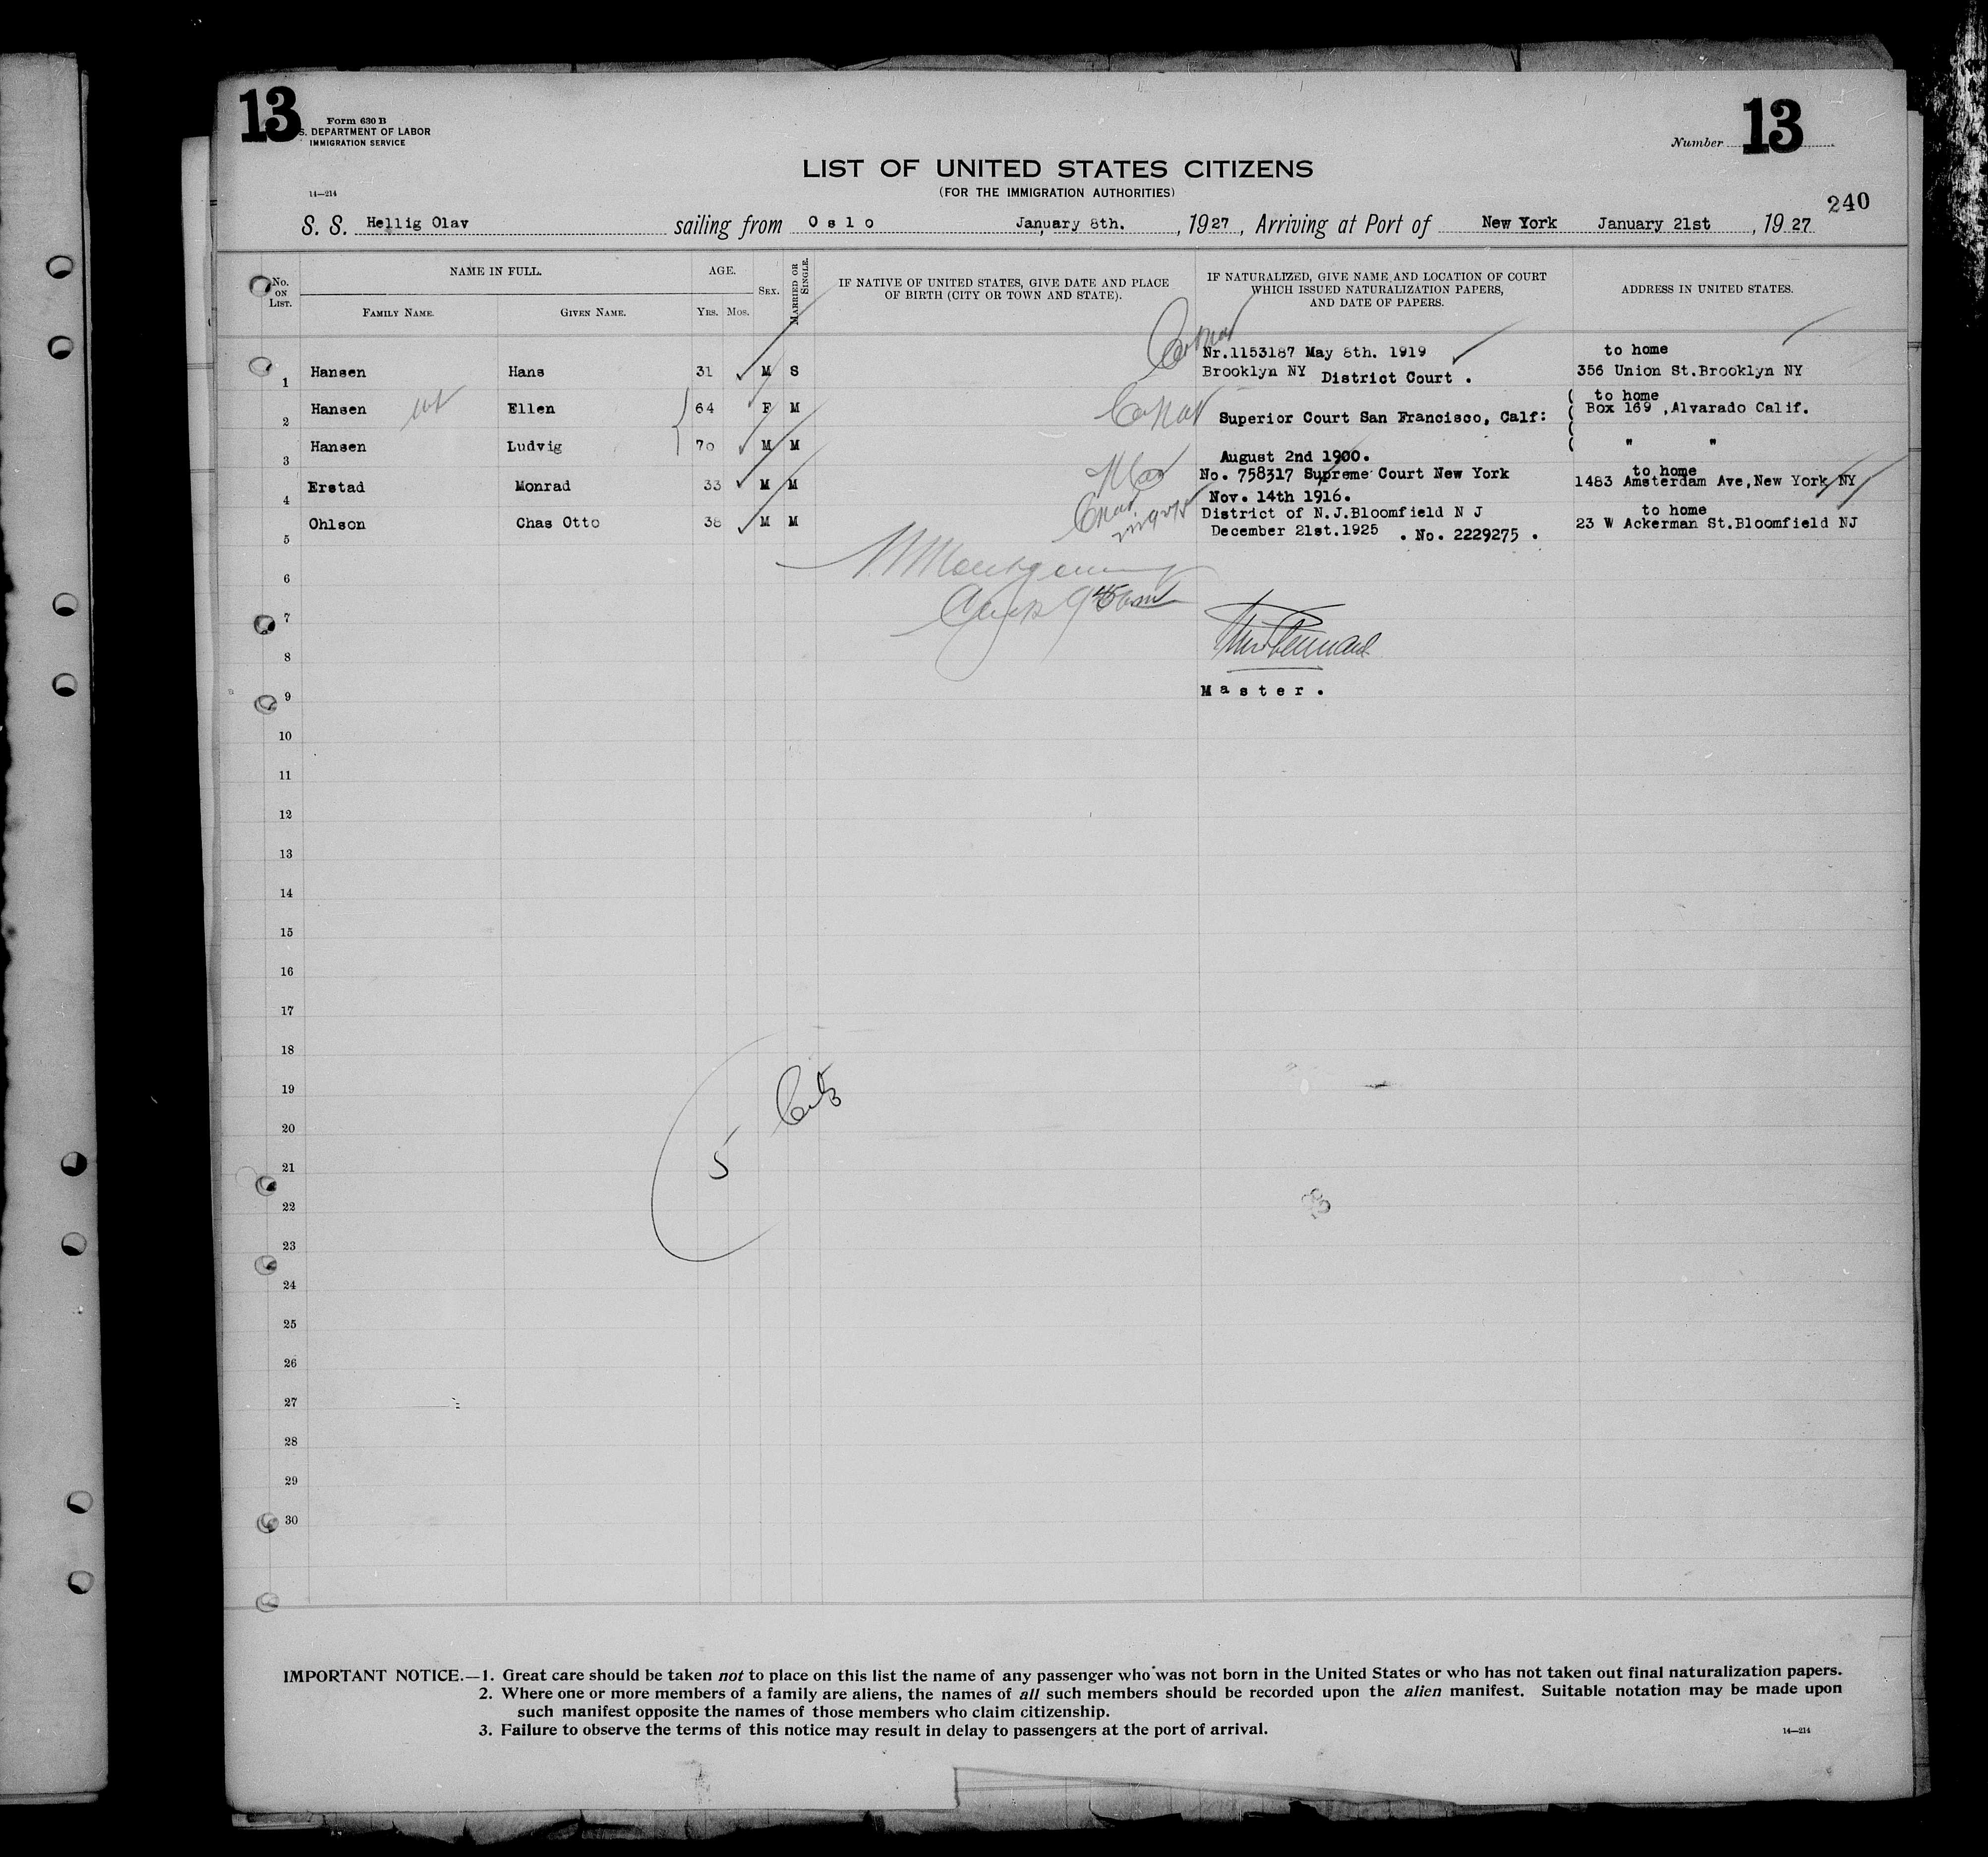 13
Form 630 B
S. DEPARTMENT OF LABOR
IMMIGRATION SERVICE
Number 13
LIST OF UNITED STATES CITIZENS
(FOR THE IMMIGRATION AUTHORITIES)
14—214
240
S. S. Hellig Olav sailing from O s l o January 8th. , 1927 , Arriving at Port of New York January 21st , 19 27
No. ON LIST.
NAME IN FULL.
FAMILY NAME.
GIVEN NAME.
AGE.
YRS. MOS.
SEX.
MARRIED OR SINGLE.
IF NATIVE OF UNITED STATES, GIVE DATE AND PLACE
OF BIRTH (CITY OR TOWN AND STATE).
IF NATURALIZED, GIVE NAME AND LOCATION OF COURT
WHICH ISSUED NATURALIZATION PAPERS,
AND DATE OF PAPERS.
ADDRESS IN UNITED STATES.
Nr.1153187 May 8th. 1919 to home
1 Hansen Hans 31 M S Brooklyn NY District Court . 356 Union St.Brooklyn NY
to home
2 Hansen Ellen 64 F M Superior Court San Francisco, Calf: Box 169 ,Alvarado Calif.
3 Hansen Ludvig 70 M M August 2nd 1900. " "
No. 758317 Supreme Court New York to home
4 Erstad Monrad 33 M M Nov. 14th 1916. 1483 Amsterdam Ave,New York NY
District of N.J.Bloomfield N J to home
5 Ohlson Chas Otto 38 M M December 21st.1925 . No. 2229275 . 23 W Ackerman St.Bloomfield NJ
6
7
8
9 M a s t e r .
10
11
12
13
14
15
16
17
18
19
20
5
21
22
23
24
25
26
27
28
29
30
IMPORTANT NOTICE.—1. Great care should be taken not to place on this list the name of any passenger who was not born in the United States or who has not taken out final naturalization papers.
2. Where one or more members of a family are aliens, the names of all such members should be recorded upon the alien manifest. Suitable notation may be made upon
such manifest opposite the names of those members who claim citizenship.
3. Failure to observe the terms of this notice may result in delay to passengers at the port of arrival.
14—214